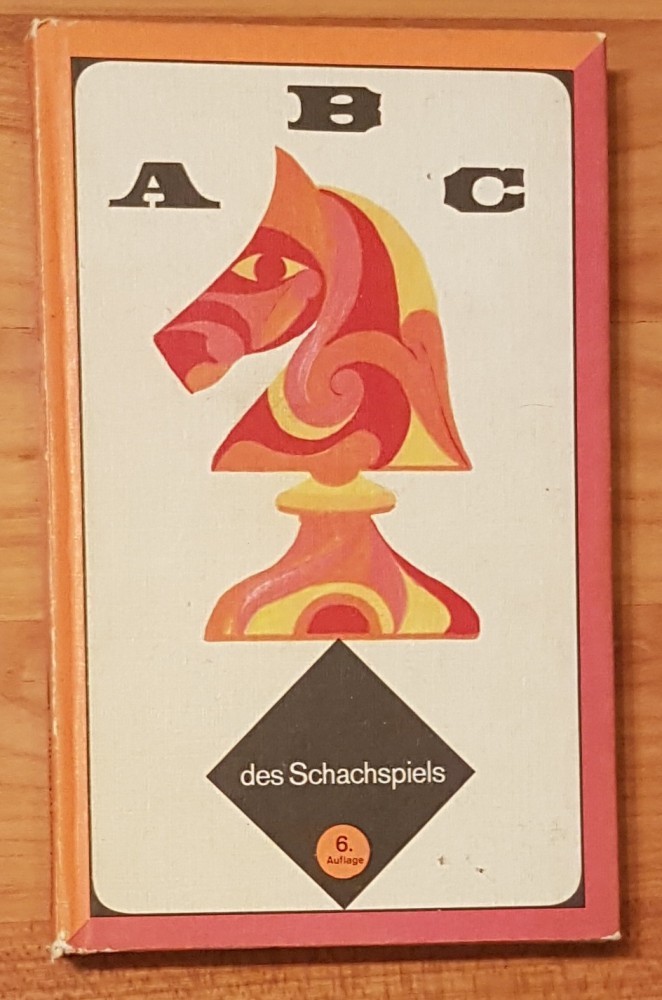 A B C
des Schachspiels
6.
Auflage